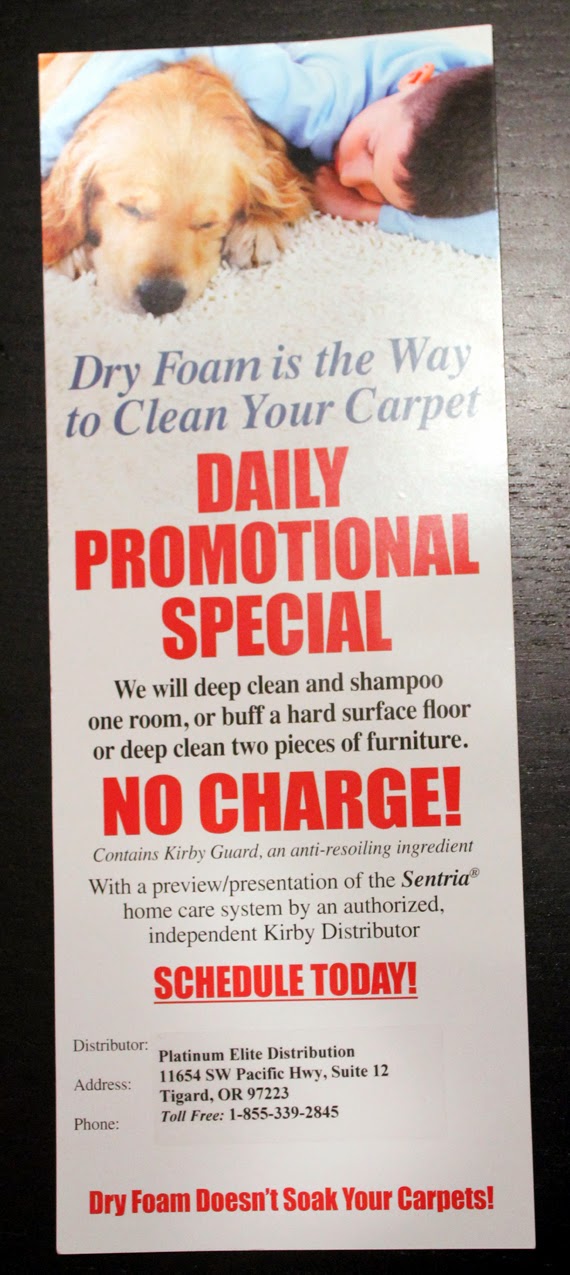 Dry Foam is the Way
to Clean Your Carpet
DAILY
PROMOTIONAL
SPECIAL
We will deep clean and shampoo
one room, or buff a hard surface floor
or deep clean two pieces of furniture.
NO CHARGE!
Contains Kirby Guard, an anti-resoiling ingredient
With a preview/presentation of the Sentria®
home care system by an authorized,
independent Kirby Distributor
SCHEDULE TODAY!
Distributor: Platinum Elite Distribution
Address: 11654 SW Pacific Hwy, Suite 12
Tigard, OR 97223
Phone: Toll Free: 1-855-339-2845
Dry Foam Doesn't Soak Your Carpets!